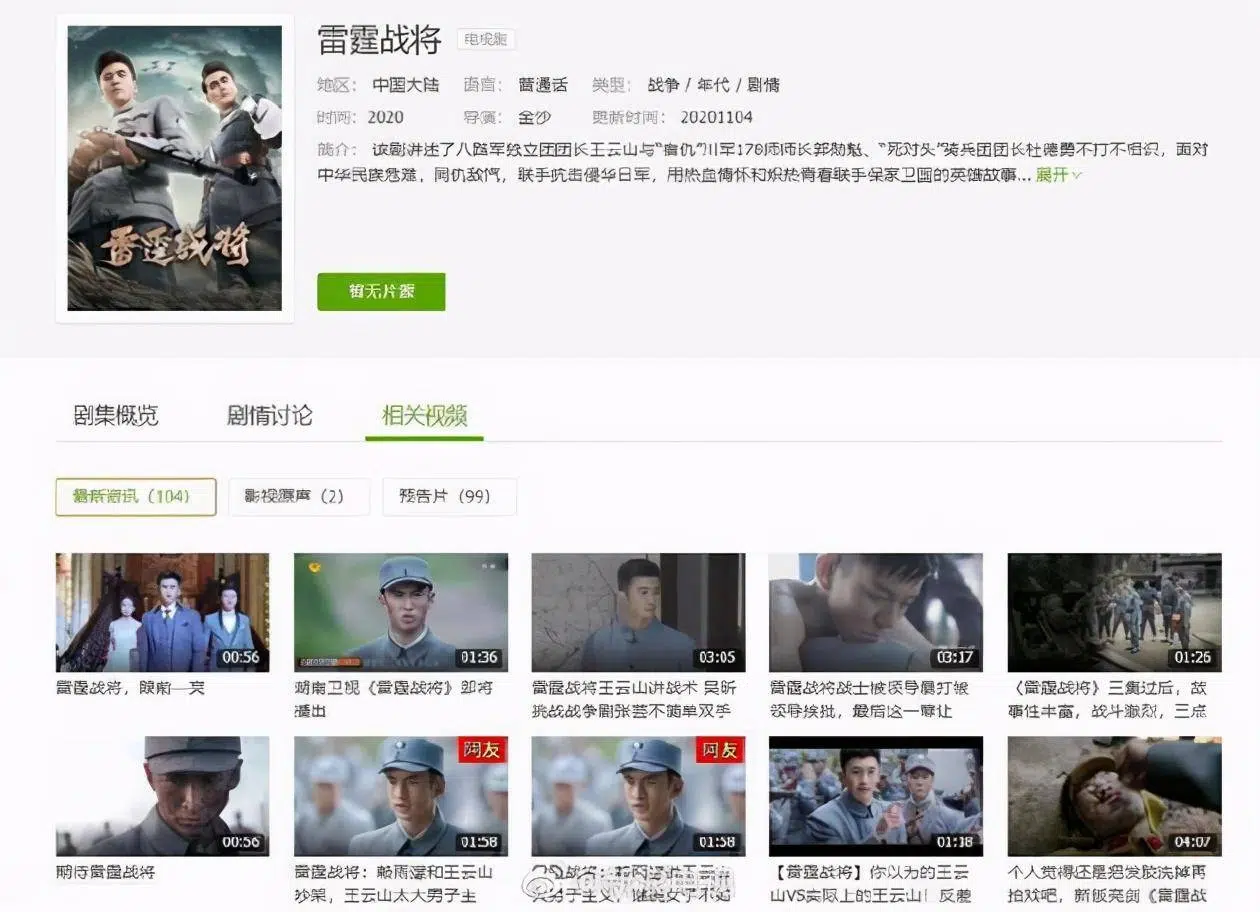 雷霆战将 电视剧
地区： 中国大陆 语言： 普通话 类型： 战争 / 年代 / 剧情
时间： 2020 导演： 金沙 更新时间： 20201104
简介： 该剧讲述了八路军独立团团长王云山与“宿仇”川军178师师长郭勋魁、“死对头”骑兵团团长杜德勇不打不相识，面对
中华民族危难，同仇敌忾，联手抗击侵华日军，用热血情怀和炽热青春联手保家卫国的英雄故事... 展开
暂无片源
雷霆战将
剧集概览 剧情讨论 相关视频
最新资讯（104） 影视原声（2） 预告片（99）
00:56 01:36 03:05 03:17 01:26
雷霆战将，眼前一亮
湖南卫视《雷霆战将》即将
播出
雷霆战将王云山讲战术 吴昕
挑战战争剧张芸不简单双手
雷霆战将战士被领导暴打被
领导挨批，最后这一幕让
《雷霆战将》三集过后，故
事性丰富，战斗激烈，三点
网友 网友
00:56 01:58 01:58 01:18 04:07
期待雷霆战将
雷霆战将：戴雨潼和王云山
吵架，王云山太大男子主
【雷霆战将】你以为的王云
山VS实际上的王云山！反差
个人觉得还是把发胶洗掉再
拍戏吧，新版亮剑《雷霆战